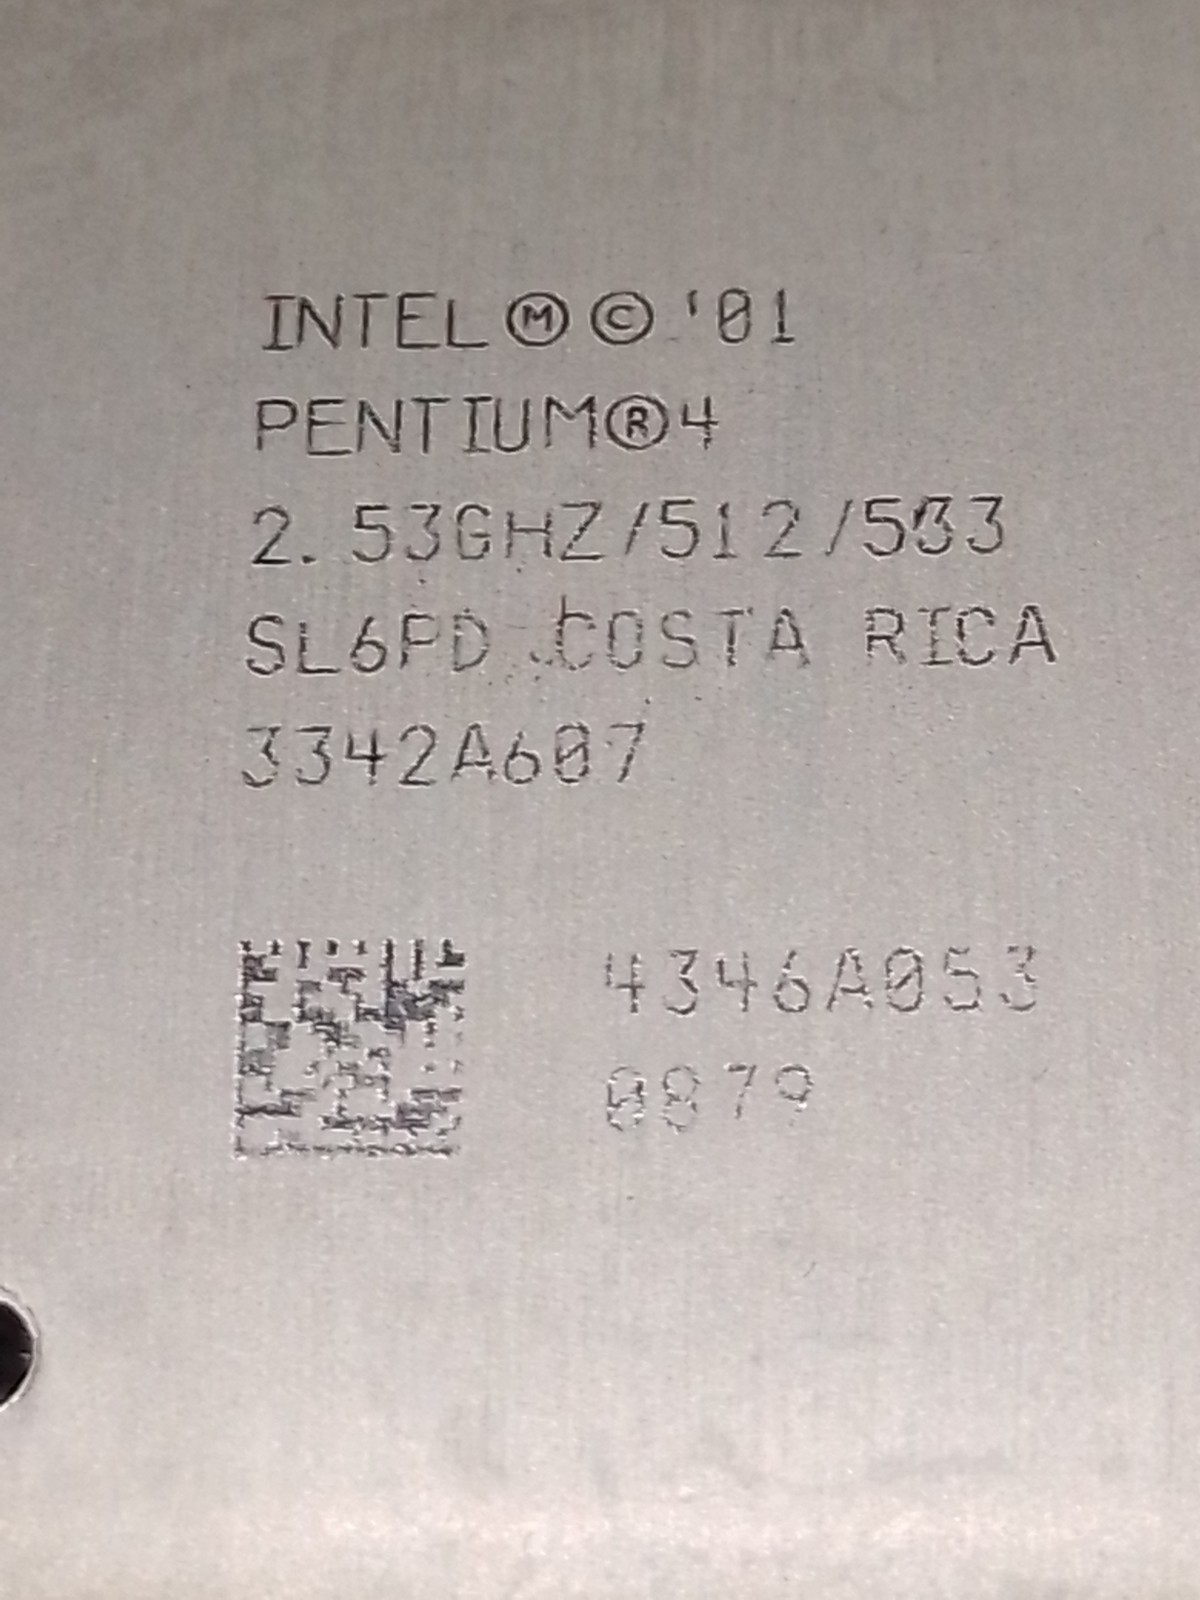 INTEL Ⓜ © '01
PENTIUM®4
2.53GHZ/512/533
SL6PD COSTA RICA
3342A607
4346A053
0879